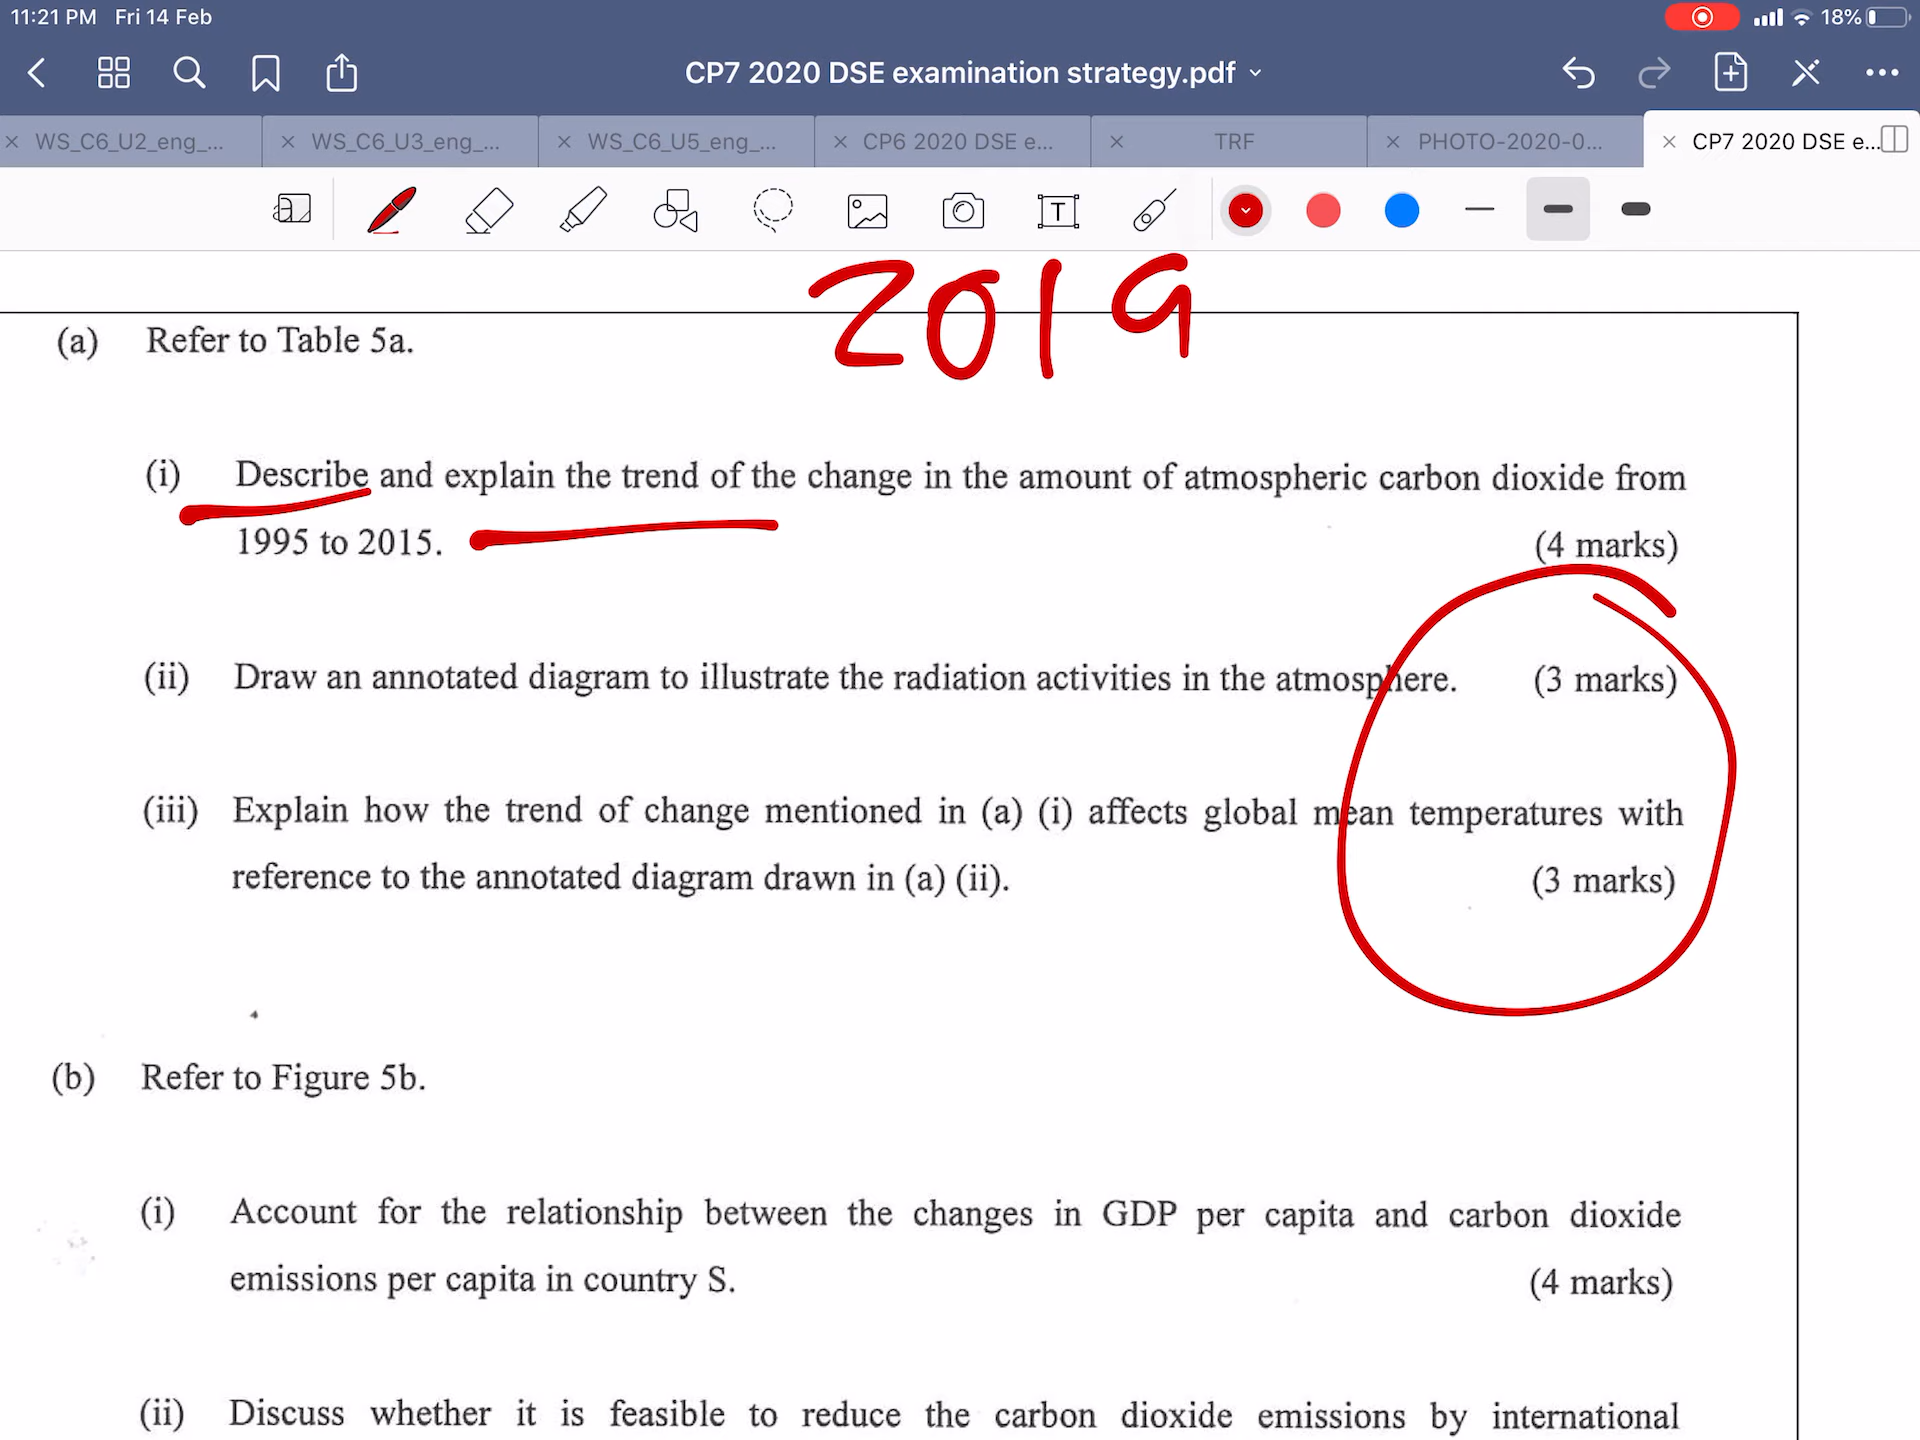 11:21 PM Fri 14 Feb
18%
CP7 2020 DSE examination strategy.pdf
WS_C6_U2_eng_...
WS_C6_U3_eng_...
WS_C6_U5_eng_...
CP6 2020 DSE e...
TRF
PHOTO-2020-0...
CP7 2020 DSE e...
a
T
2019
(a) Refer to Table 5a.
(i) Describe and explain the trend of the change in the amount of atmospheric carbon dioxide from
1995 to 2015. (4 marks)
(ii) Draw an annotated diagram to illustrate the radiation activities in the atmosphere. (3 marks)
(iii) Explain how the trend of change mentioned in (a) (i) affects global mean temperatures with
reference to the annotated diagram drawn in (a) (ii). (3 marks)
(b) Refer to Figure 5b.
(i) Account for the relationship between the changes in GDP per capita and carbon dioxide
emissions per capita in country S. (4 marks)
(ii) Discuss whether it is feasible to reduce the carbon dioxide emissions by international